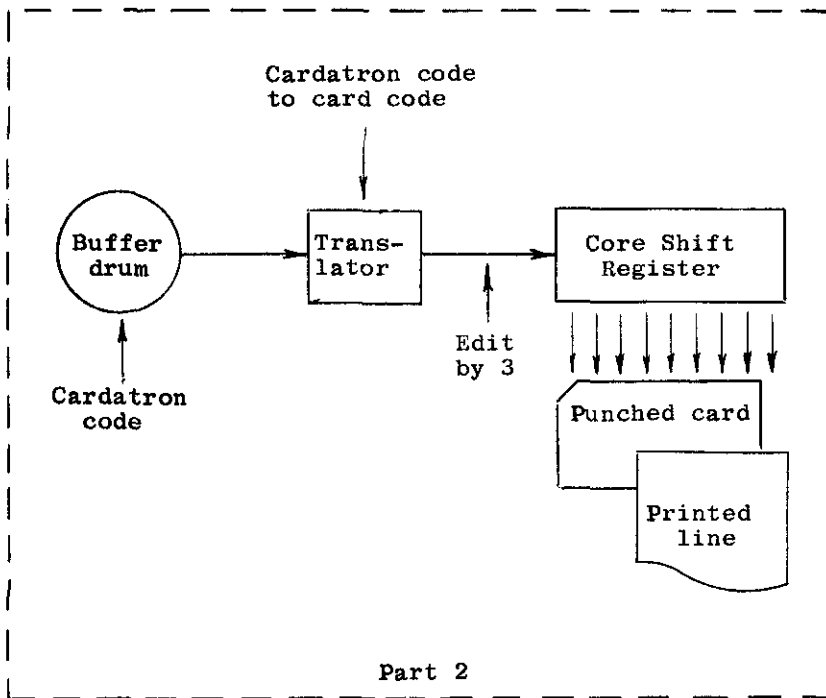 Cardatron code
to card code
Buffer
drum
Trans-
lator
Core Shift
Register
Edit
by 3
Cardatron
code
Punched card
Printed
line
Part 2